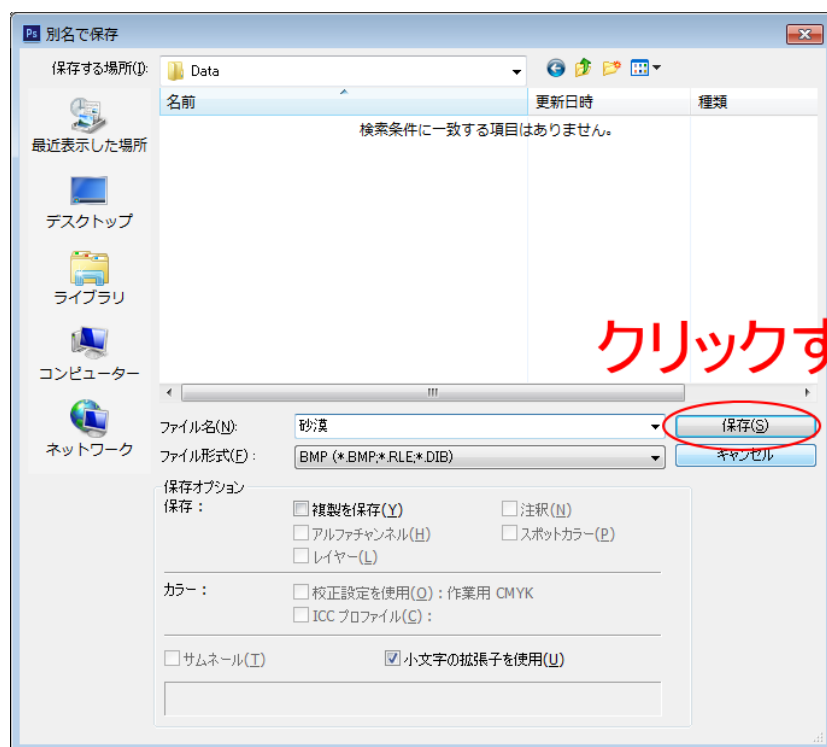 Ps 別名で保存
保存する場所(I): Data
名前 更新日時 種類
検索条件に一致する項目はありません。
最近表示した場所
デスクトップ
ライブラリ
コンピューター
ネットワーク
クリックす
ファイル名(N): 砂漠 保存(S)
ファイル形式(F): BMP (*.BMP;*.RLE;*.DIB) キャンセル
保存オプション
保存: 複製を保存(Y) 注釈(N)
アルファチャンネル(H) スポットカラー(P)
レイヤー(L)
カラー: 校正設定を使用(O):作業用 CMYK
ICC プロファイル(C):
サムネール(T) 小文字の拡張子を使用(U)